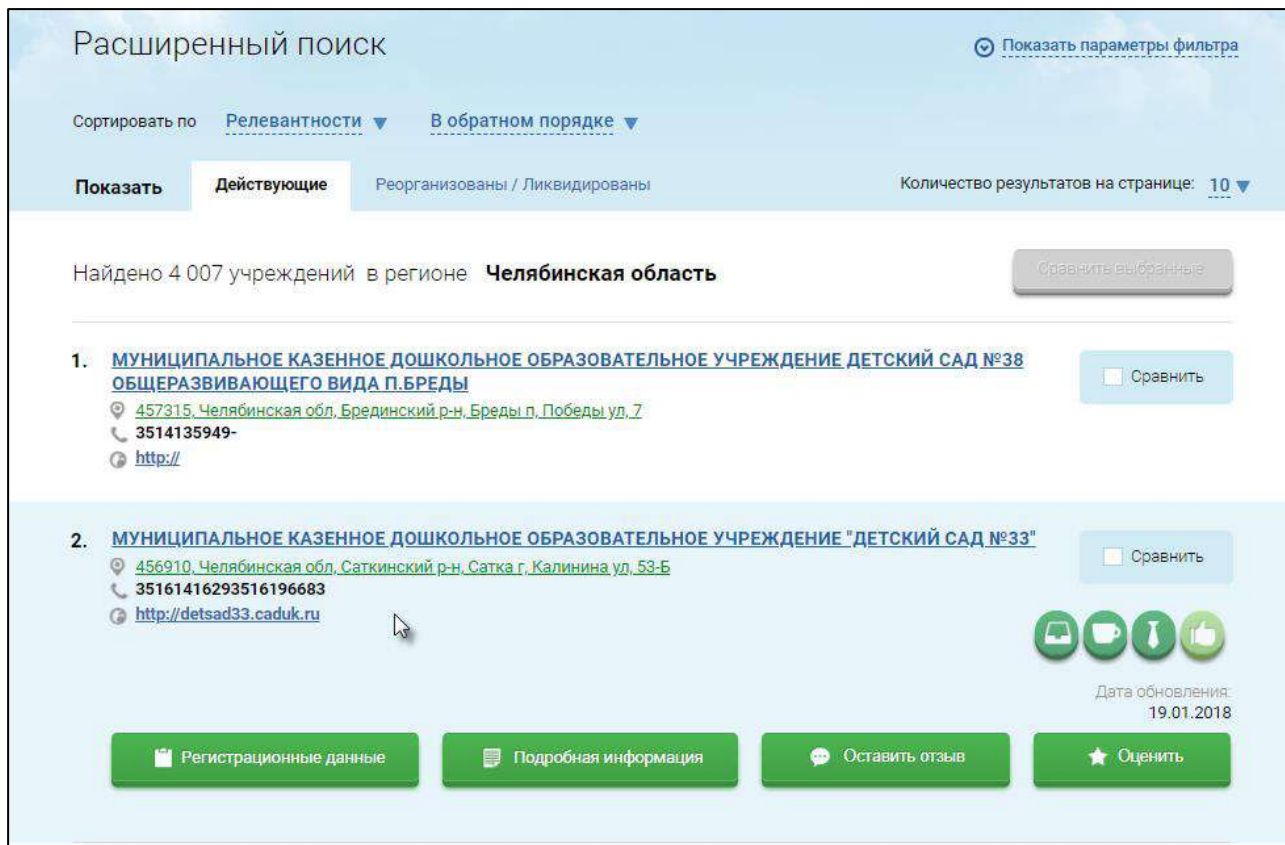 Расширенный поиск
Показать параметры фильтра
Сортировать по Релевантности В обратном порядке
Показать Действующие Реорганизованы / Ликвидированы Количество результатов на странице: 10
Найдено 4 007 учреждений в регионе Челябинская область Сравнить выбранные
1. МУНИЦИПАЛЬНОЕ КАЗЕННОЕ ДОШКОЛЬНОЕ ОБРАЗОВАТЕЛЬНОЕ УЧРЕЖДЕНИЕ ДЕТСКИЙ САД №38
ОБЩЕРАЗВИВАЮЩЕГО ВИДА П.БРЕДЫ
Сравнить
457315, Челябинская обл, Брединский р-н, Бреды п, Победы ул, 7
3514135949-
http://
2. МУНИЦИПАЛЬНОЕ КАЗЕННОЕ ДОШКОЛЬНОЕ ОБРАЗОВАТЕЛЬНОЕ УЧРЕЖДЕНИЕ "ДЕТСКИЙ САД №33"
Сравнить
456910, Челябинская обл, Саткинский р-н, Сатка г, Калинина ул, 53-Б
35161416293516196683
http://detsad33.caduk.ru
Дата обновления:
19.01.2018
Регистрационные данные Подробная информация Оставить отзыв Оценить